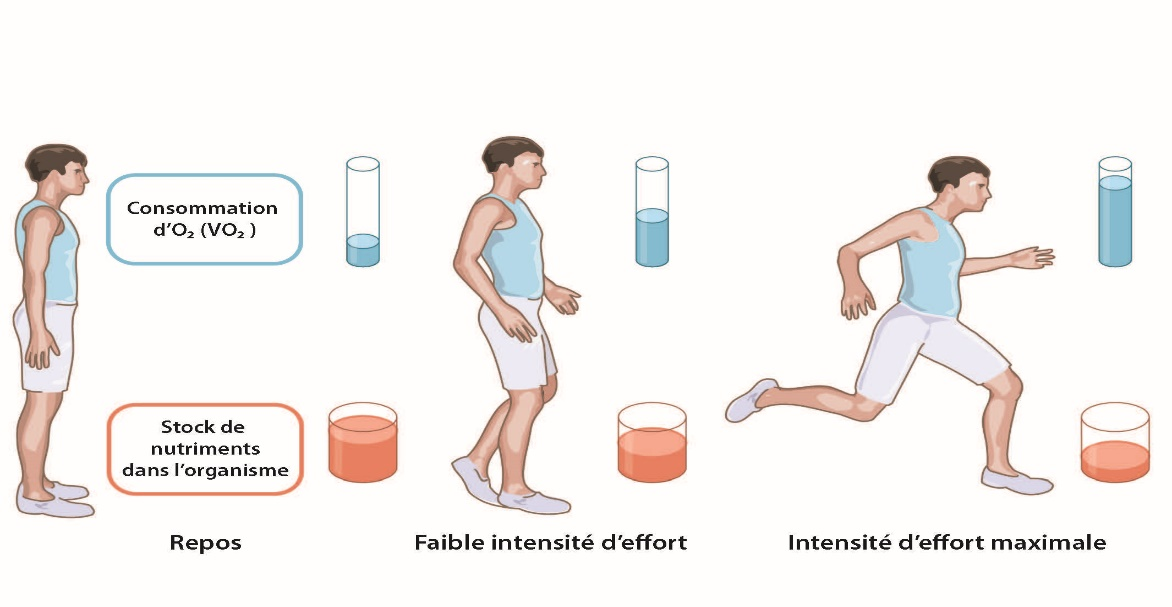 Consommation
d'O₂ (VO₂ )
Stock de
nutriments
dans l'organisme
Repos
Faible intensité d'effort
Intensité d'effort maximale